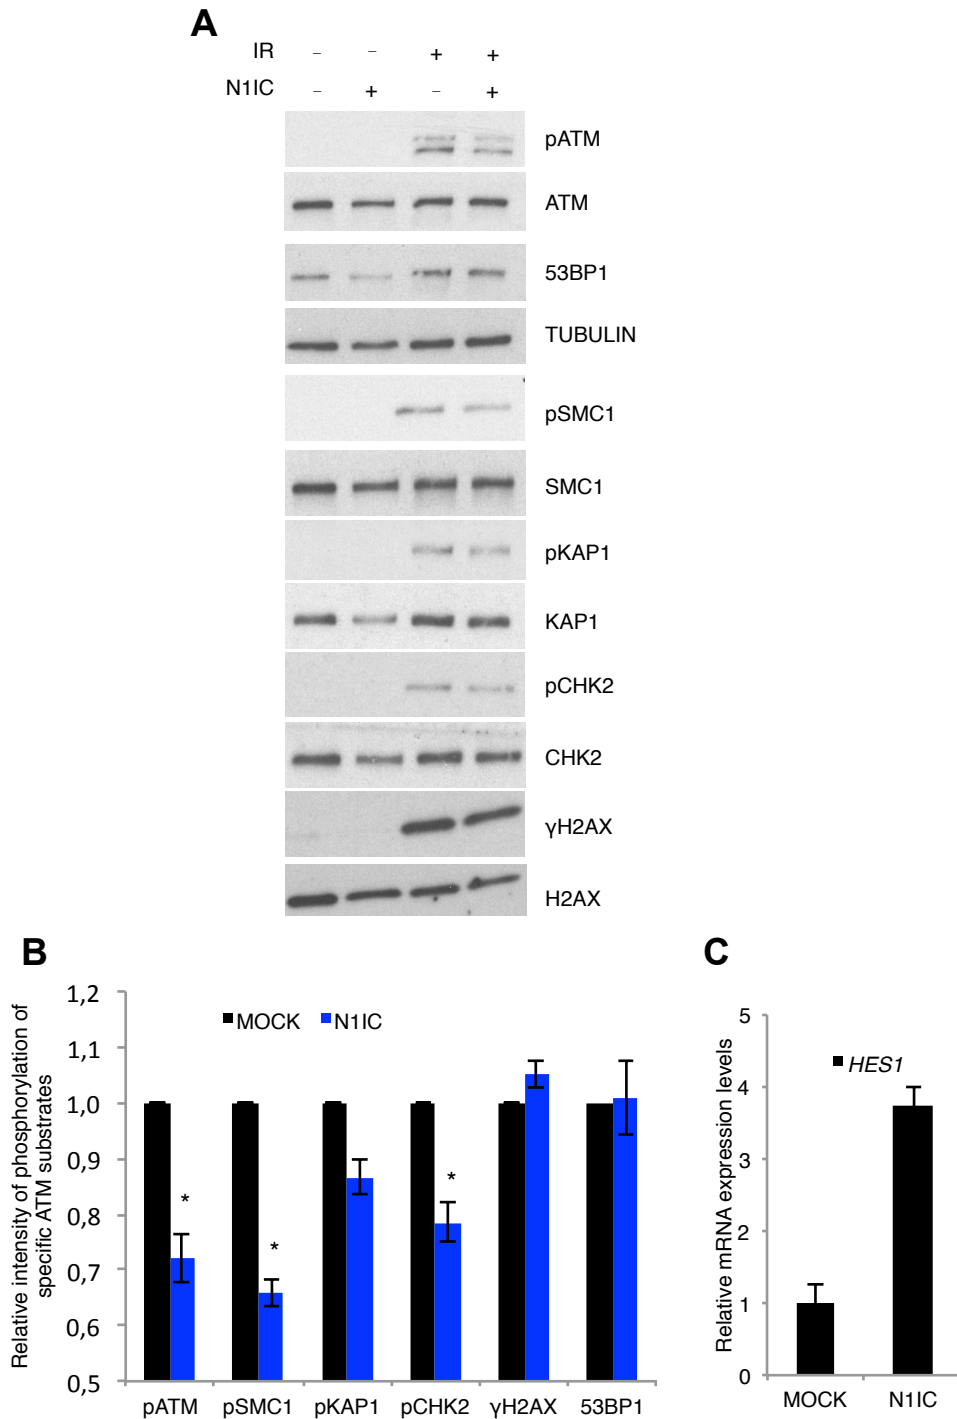 A
IR – – + +
N1IC – + – +
pATM
ATM
53BP1
TUBULIN
pSMC1
SMC1
pKAP1
KAP1
pCHK2
CHK2
γH2AX
H2AX
B
Relative intensity of phosphorylation of
specific ATM substrates
1,2
1,1
1,0
0,9
0,8
0,7
0,6
0,5
MOCK N1IC
* * *
pATM pSMC1 pKAP1 pCHK2 γH2AX 53BP1
C
Relative mRNA expression levels
5
4
3
2
1
0
HES1
MOCK N1IC